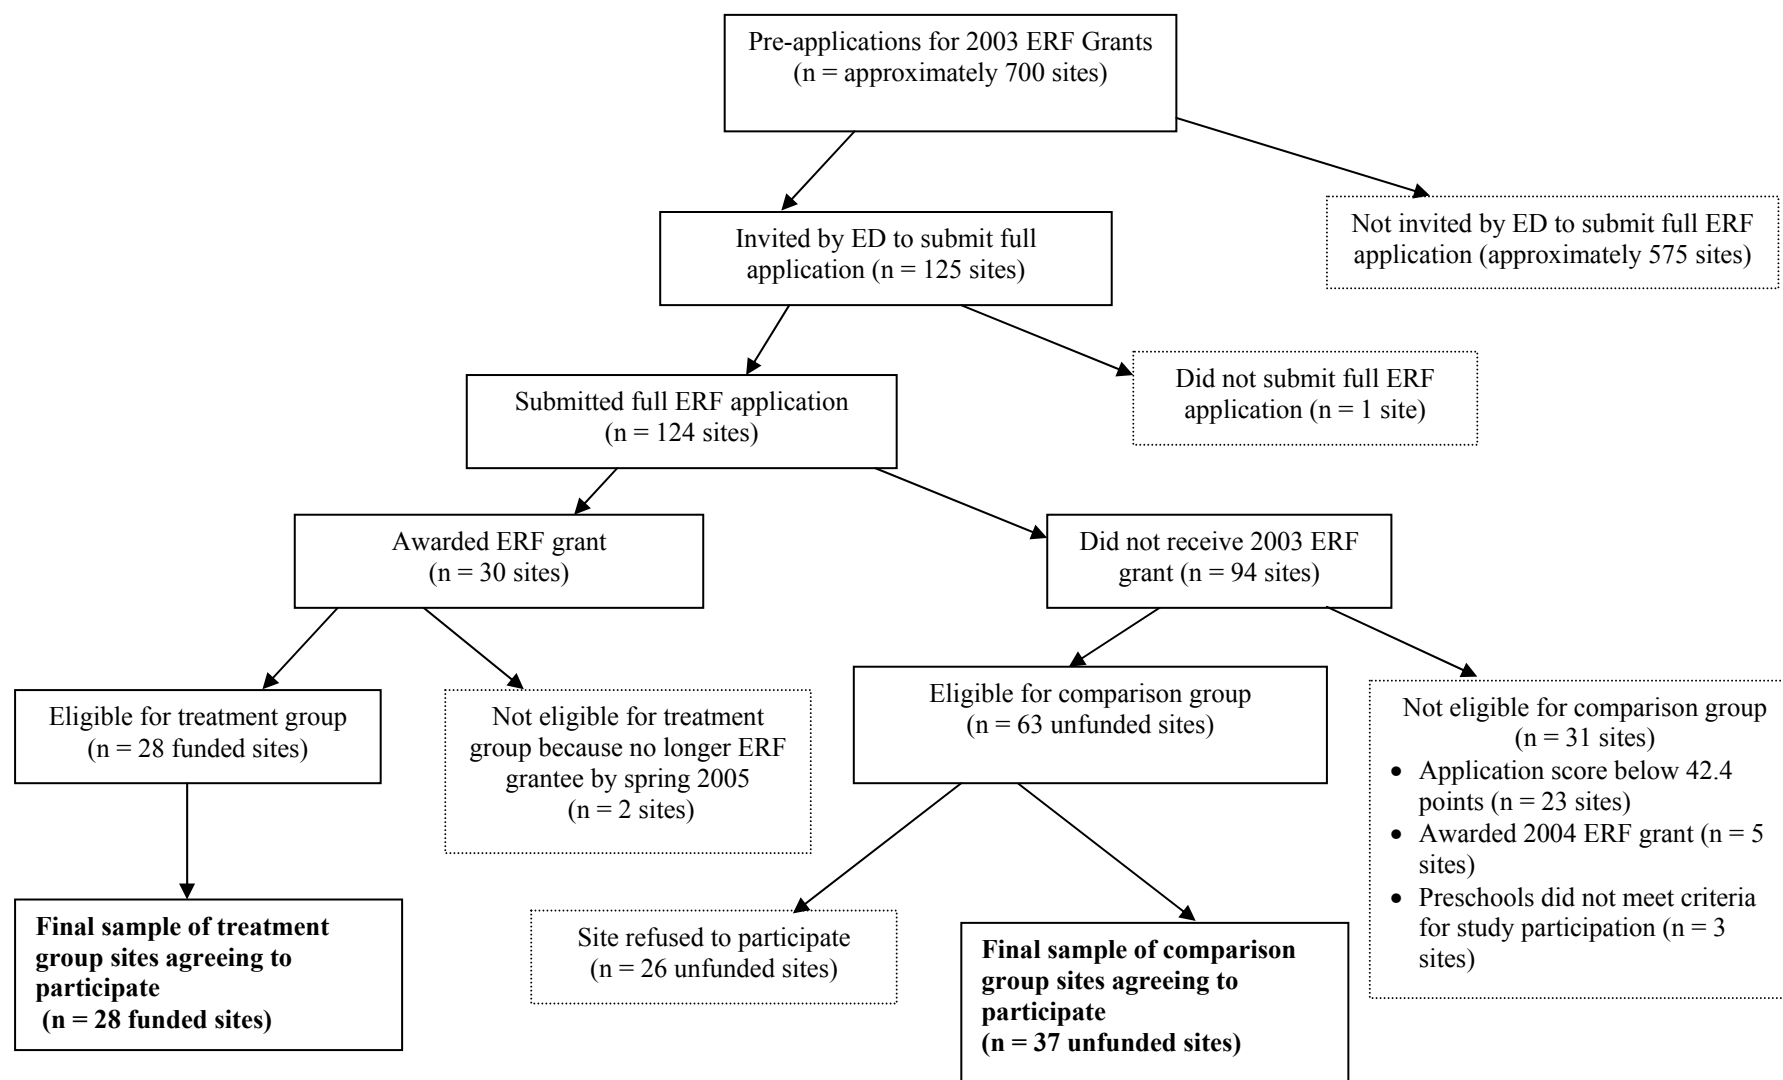 Pre-applications for 2003 ERF Grants
(n = approximately 700 sites)
Not invited by ED to submit full ERF
application (approximately 575 sites)
Invited by ED to submit full
application (n = 125 sites)
Did not submit full ERF
application (n = 1 site)
Submitted full ERF application
(n = 124 sites)
Awarded ERF grant
(n = 30 sites)
Did not receive 2003 ERF
grant (n = 94 sites)
Eligible for treatment group
(n = 28 funded sites)
Not eligible for treatment
group because no longer ERF
grantee by spring 2005
(n = 2 sites)
Eligible for comparison group
(n = 63 unfunded sites)
Not eligible for comparison group
(n = 31 sites)
• Application score below 42.4
points (n = 23 sites)
• Awarded 2004 ERF grant (n = 5
sites)
• Preschools did not meet criteria
for study participation (n = 3
sites)
Final sample of treatment
group sites agreeing to
participate
(n = 28 funded sites)
Site refused to participate
(n = 26 unfunded sites)
Final sample of comparison
group sites agreeing to
participate
(n = 37 unfunded sites)